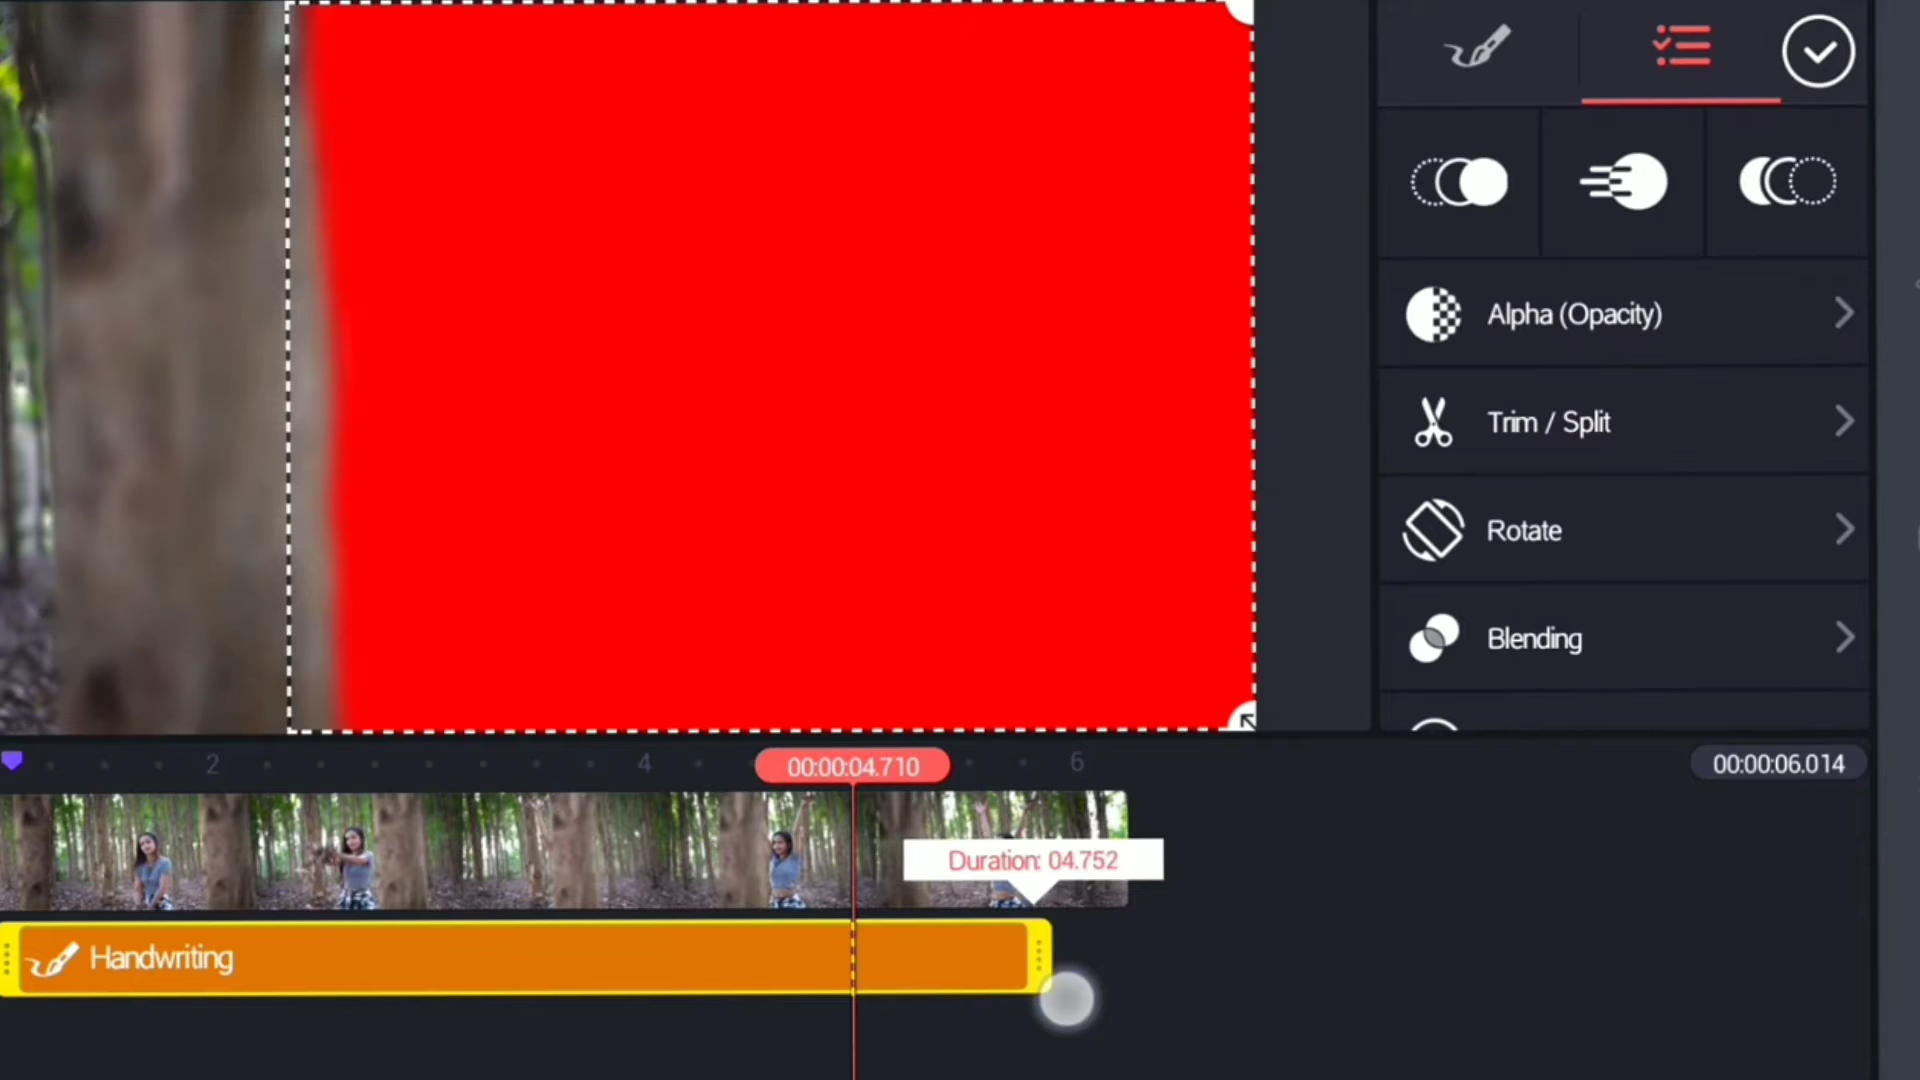 Alpha (Opacity)
Trim / Split
Rotate
Blending
2
4
00:00:04.710
6
00:00:06.014
Duration: 04.752
Handwriting